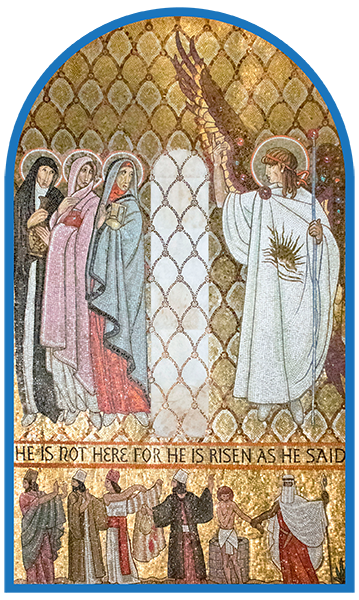 HE IS NOT HERE FOR HE IS RISEN AS HE SAID